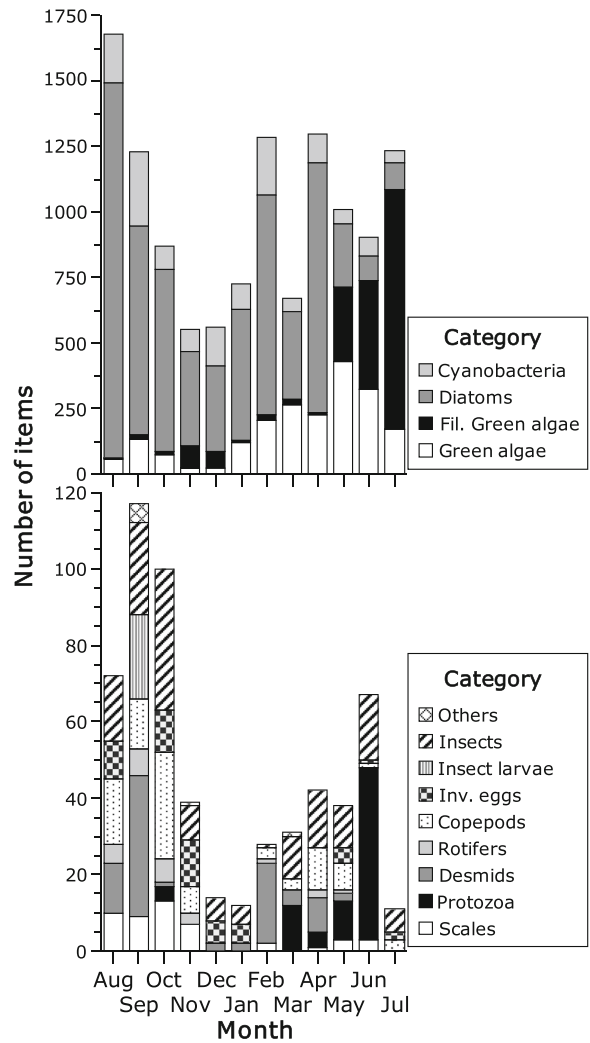 1750
1500
1250
1000
750
500
250
0
Category
Cyanobacteria
Diatoms
Fil. Green algae
Green algae
Number of items
120
100
80
60
40
20
0
Category
Others
Insects
Insect larvae
Inv. eggs
Copepods
Rotifers
Desmids
Protozoa
Scales
Aug Oct Dec Feb Apr Jun
Sep Nov Jan Mar May Jul
Month